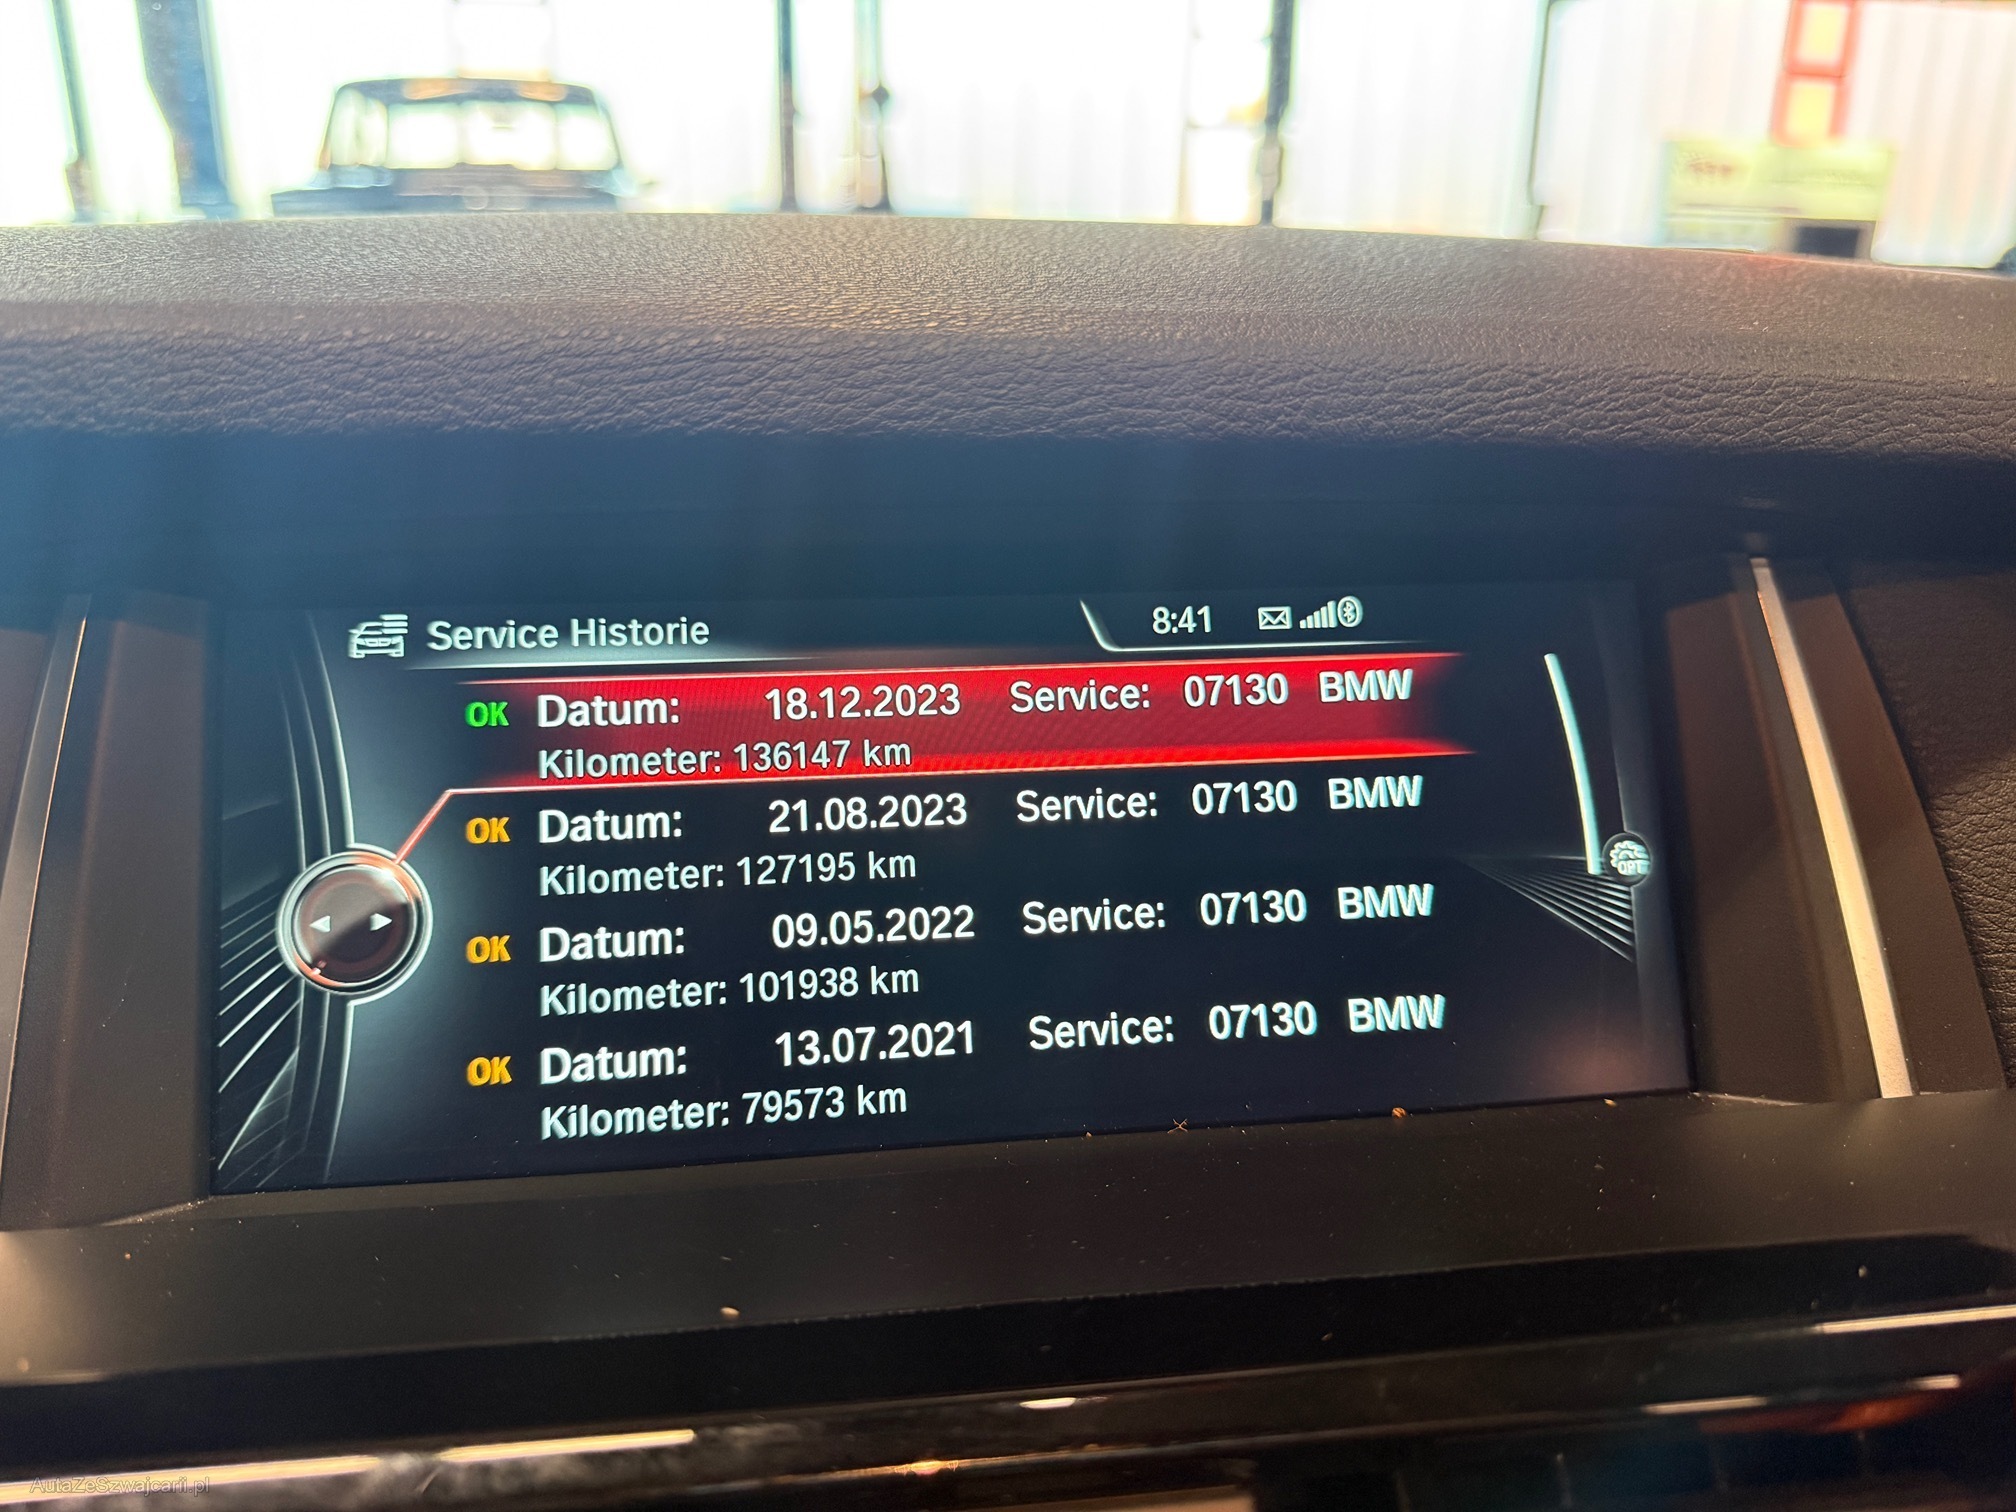 Service Historie 8:41
OK Datum: 18.12.2023 Service: 07130 BMW
Kilometer: 136147 km
OK Datum: 21.08.2023 Service: 07130 BMW
Kilometer: 127195 km
OK Datum: 09.05.2022 Service: 07130 BMW
Kilometer: 101938 km
OK Datum: 13.07.2021 Service: 07130 BMW
Kilometer: 79573 km
AutaZeSzwajcarii.pl